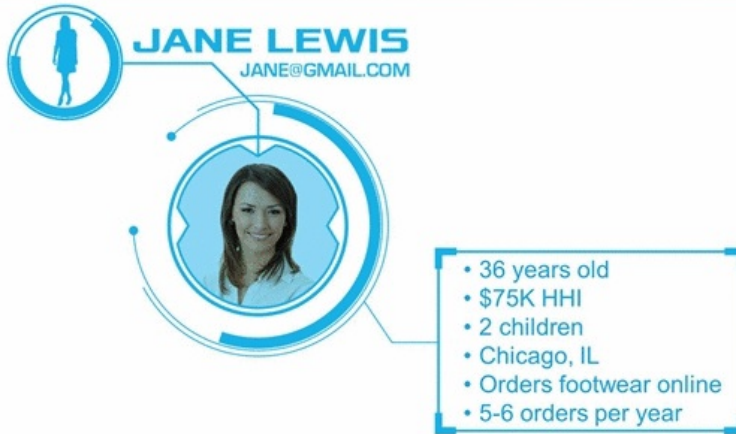 JANE LEWIS
JANE@GMAIL.COM
• 36 years old
• $75K HHI
• 2 children
• Chicago, IL
• Orders footwear online
• 5-6 orders per year